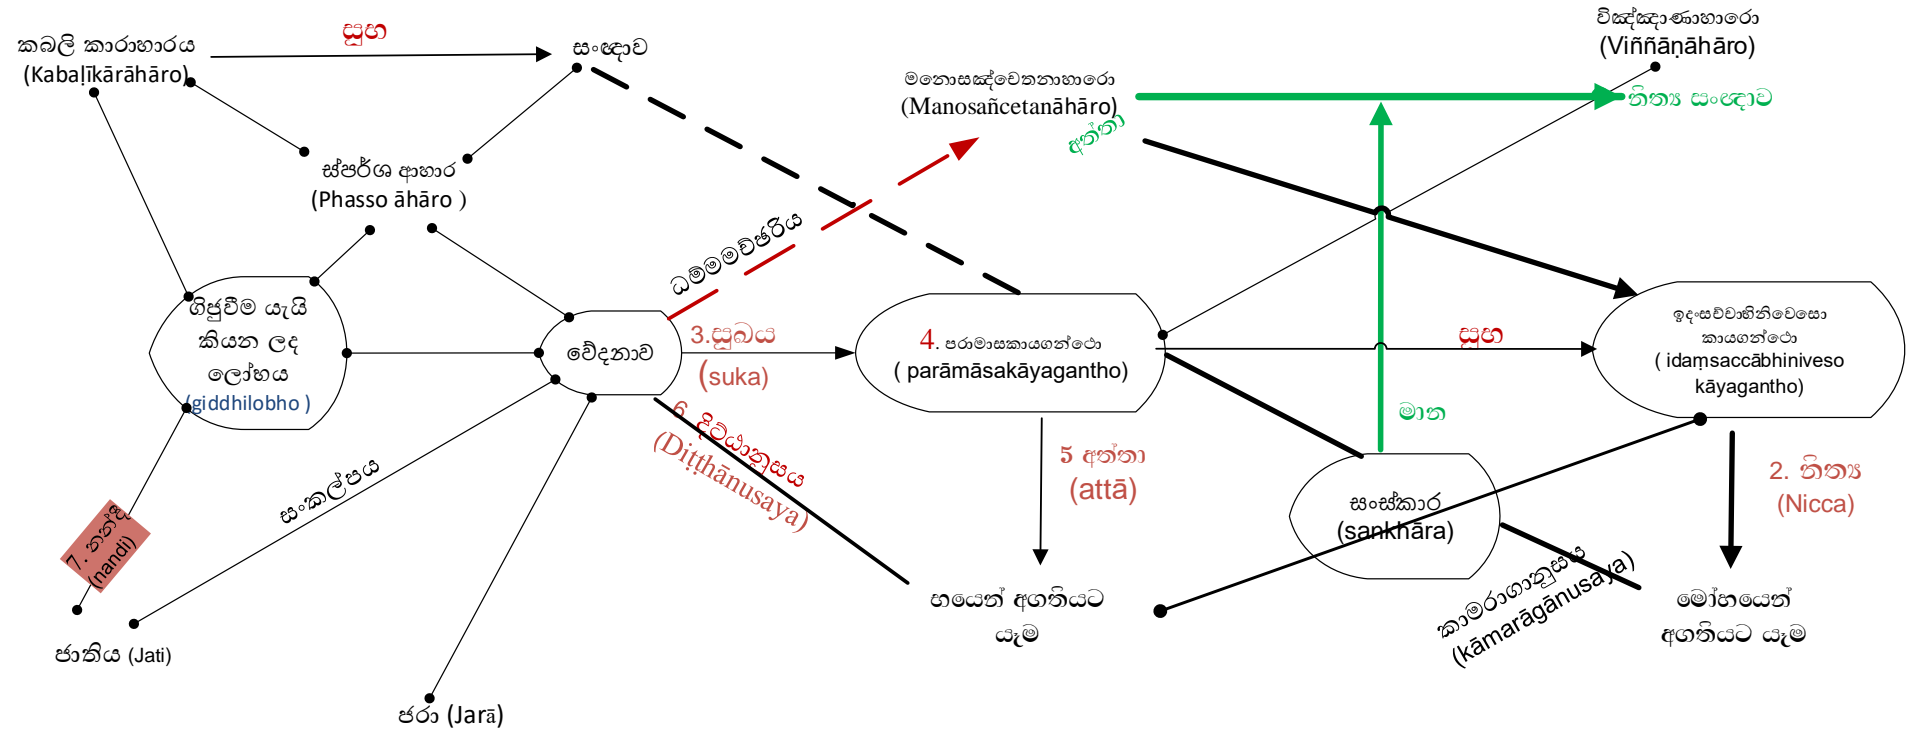 කබලි කාරාහාරය
(Kabaḷīkārāhāro)
සුභ
සංඥාව
ස්පර්ශ ආහාර
(Phasso āhāro )
මනොසඤ්චෙතනාහාරො
(Manosañcetanāhāro)
අත්තා
විඤ්ඤාණාහාරො
(Viññāṇāhāro)
නිත්‍ය සංඥාව
ධම්මමච්ඡරිය
ගිජුවීම යැයි
කියන ලද
ලෝභය
(giddhilobho )
වේදනාව
3.සුඛය
(suka)
4. පරාමාසකායගන්ථො
( parāmāsakāyagantho)
සුභ
ඉදංසච්චාභිනිවෙසො
කායගන්ථො
( idaṃsaccābhiniveso
kāyagantho)
6. දිට්ඨානුසය
(Diṭṭhānusaya)
5 අත්තා
(attā)
මාන
2. නිත්‍ය
(Nicca)
සංකල්පය
සංස්කාර
(sankhāra)
7. නන්දි
(nandi)
කාමරාගානුසය
(kāmarāgānusaya)
භයෙන් අගතියට
යෑම
මෝහයෙන්
අගතියට යෑම
ජාතිය (Jati)
ජරා (Jarā)